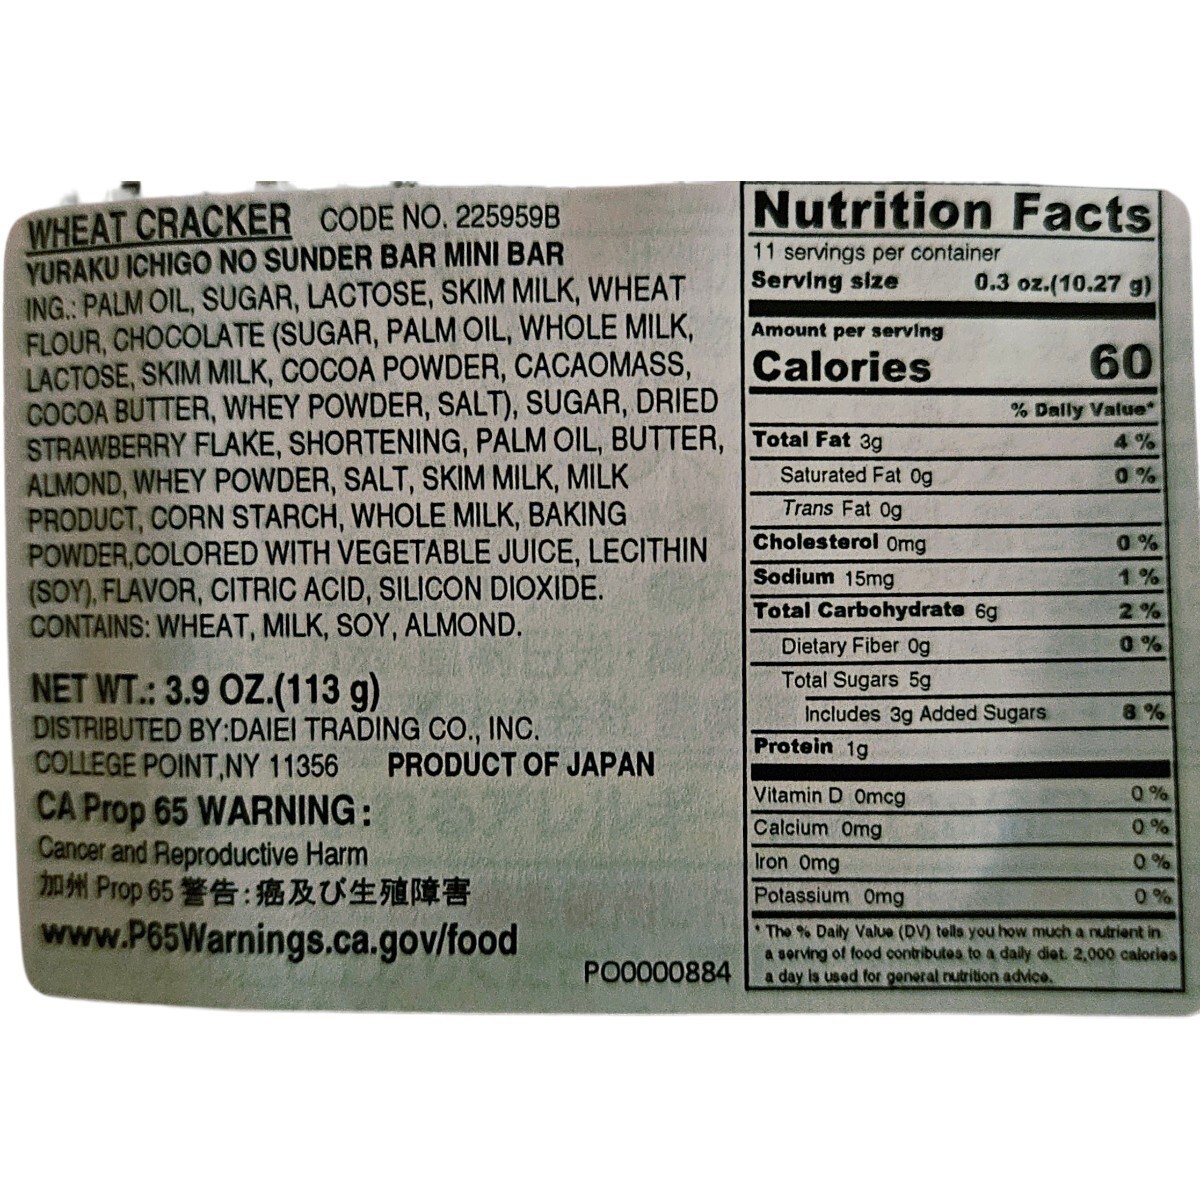 WHEAT CRACKER CODE NO. 225959B
YURAKU ICHIGO NO SUNDER BAR MINI BAR
ING.: PALM OIL, SUGAR, LACTOSE, SKIM MILK, WHEAT
FLOUR, CHOCOLATE (SUGAR, PALM OIL, WHOLE MILK,
LACTOSE, SKIM MILK, COCOA POWDER, CACAOMASS,
COCOA BUTTER, WHEY POWDER, SALT), SUGAR, DRIED
STRAWBERRY FLAKE, SHORTENING, PALM OIL, BUTTER,
ALMOND, WHEY POWDER, SALT, SKIM MILK, MILK
PRODUCT, CORN STARCH, WHOLE MILK, BAKING
POWDER,COLORED WITH VEGETABLE JUICE, LECITHIN
(SOY), FLAVOR, CITRIC ACID, SILICON DIOXIDE.
CONTAINS: WHEAT, MILK, SOY, ALMOND.
NET WT.: 3.9 OZ.(113 g)
DISTRIBUTED BY:DAIEI TRADING CO., INC.
COLLEGE POINT,NY 11356 PRODUCT OF JAPAN
CA Prop 65 WARNING:
Cancer and Reproductive Harm
加州 Prop 65 警告:癌及び生殖障害
www.P65Warnings.ca.gov/food
PO0000884
Nutrition Facts
11 servings per container
Serving size 0.3 oz.(10.27 g)
Amount per serving
Calories 60
% Daily Value*
Total Fat 3g 4 %
Saturated Fat 0g 0 %
Trans Fat 0g
Cholesterol 0mg 0 %
Sodium 15mg 1 %
Total Carbohydrate 6g 2 %
Dietary Fiber 0g 0 %
Total Sugars 5g
Includes 3g Added Sugars 8 %
Protein 1g
Vitamin D 0mcg 0 %
Calcium 0mg 0 %
Iron 0mg 0 %
Potassium 0mg 0 %
* The % Daily Value (DV) tells you how much a nutrient in
a serving of food contributes to a daily diet. 2,000 calories
a day is used for general nutrition advice.